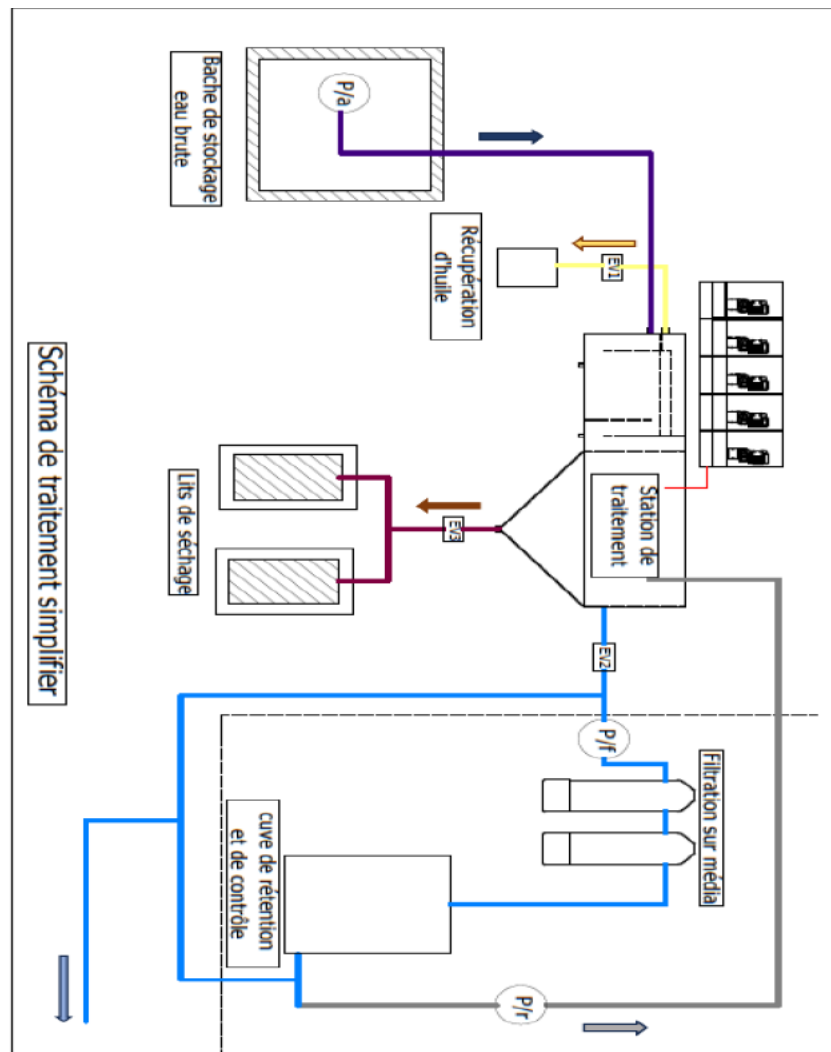 Bache de stockage
eau brute
P/a
Récupération
d'huile
EV1
Station de
traitement
EV3
Lits de séchage
EV2
P/f
Filtration sur média
cuve de rétention
et de contrôle
P/r
Schéma de traitement simplifier